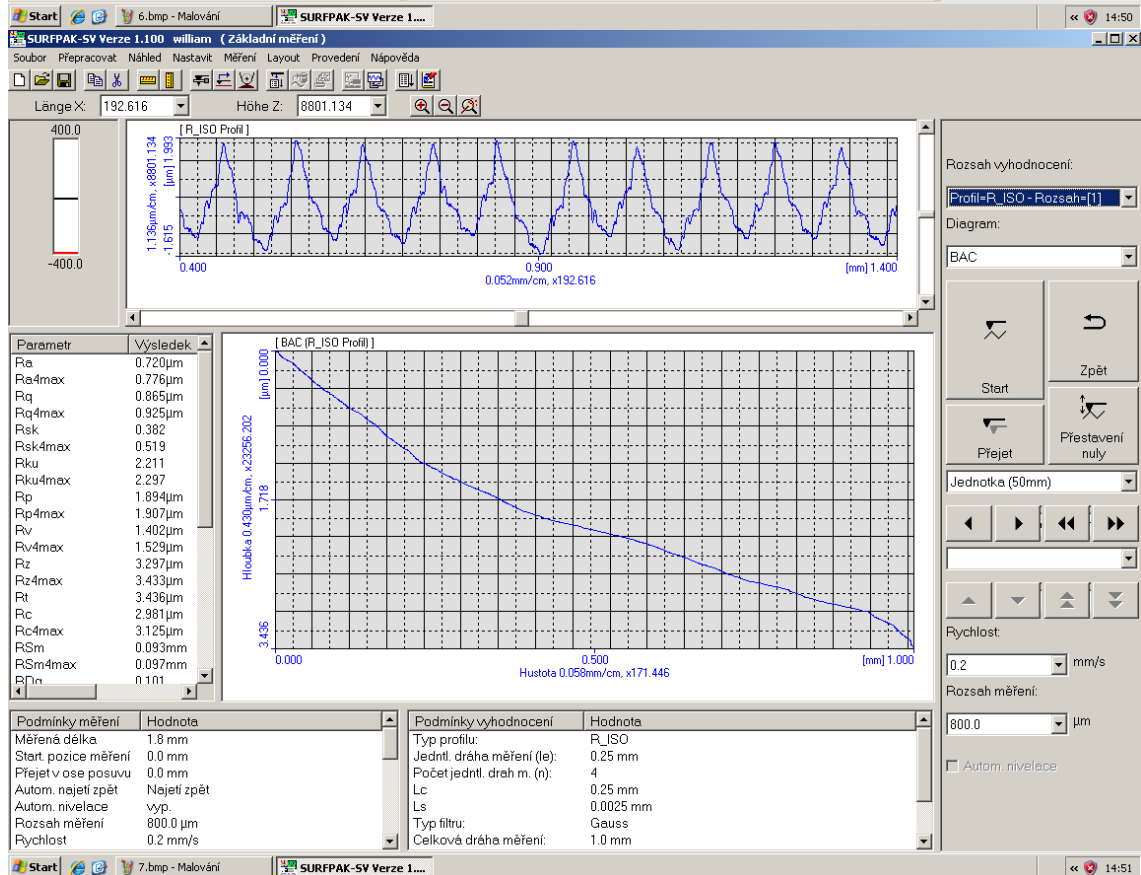 Start 6.bmp - Malování SURFPAK-SV Verze 1.... « 14:50
SURFPAK-SV Verze 1.100 william ( Základní měření )
Soubor Přepracovat Náhled Nastavit Měření Layout Provedení Nápověda
Länge X: 192.616 Höhe Z: 8801.134
400.0
-400.0
[ R_ISO Profil ]
1.136µm/cm, x8801.134
-1.615 [µm] 1.993
0.400 0.900 [mm] 1.400
0.052mm/cm, x192.616
Parametr Výsledek
Ra 0.720µm
Ra4max 0.776µm
Rq 0.865µm
Rq4max 0.925µm
Rsk 0.382
Rsk4max 0.519
Rku 2.211
Rku4max 2.297
Rp 1.894µm
Rp4max 1.907µm
Rv 1.402µm
Rv4max 1.529µm
Rz 3.297µm
Rz4max 3.433µm
Rt 3.436µm
Rc 2.981µm
Rc4max 3.125µm
RSm 0.093mm
RSm4max 0.097mm
RDq 0.101
[ BAC (R_ISO Profil) ]
Hloubka 0.430µm/cm, x23256.202
3.436 1.718 [µm] 0.000
0.000 0.500 [mm] 1.000
Hustota 0.058mm/cm, x171.446
Rozsah vyhodnocení:
Profil=R_ISO - Rozsah=[1]
Diagram:
BAC
Start
Zpět
Přejet
Přestavení
nuly
Jednotka (50mm)
Rychlost:
0.2 mm/s
Rozsah měření:
800.0 µm
Autom. nivelace
Podmínky měření Hodnota
Měřená délka 1.8 mm
Start. pozice měření 0.0 mm
Přejet v ose posuvu 0.0 mm
Autom. najetí zpět Najetí zpět
Autom. nivelace vyp.
Rozsah měření 800.0 µm
Rychlost 0.2 mm/s
Podmínky vyhodnocení Hodnota
Typ profilu: R_ISO
Jedntl. dráha měření (le): 0.25 mm
Počet jedntl. drah m. (n): 4
Lc 0.25 mm
Ls 0.0025 mm
Typ filtru: Gauss
Celková dráha měření: 1.0 mm
Start 7.bmp - Malování SURFPAK-SV Verze 1.... « 14:51